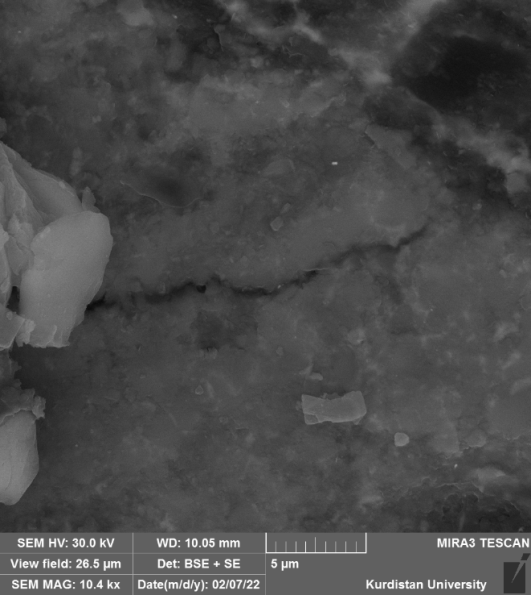 SEM HV: 30.0 kV WD: 10.05 mm MIRA3 TESCAN
View field: 26.5 µm Det: BSE + SE 5 µm
SEM MAG: 10.4 kx Date(m/d/y): 02/07/22 Kurdistan University